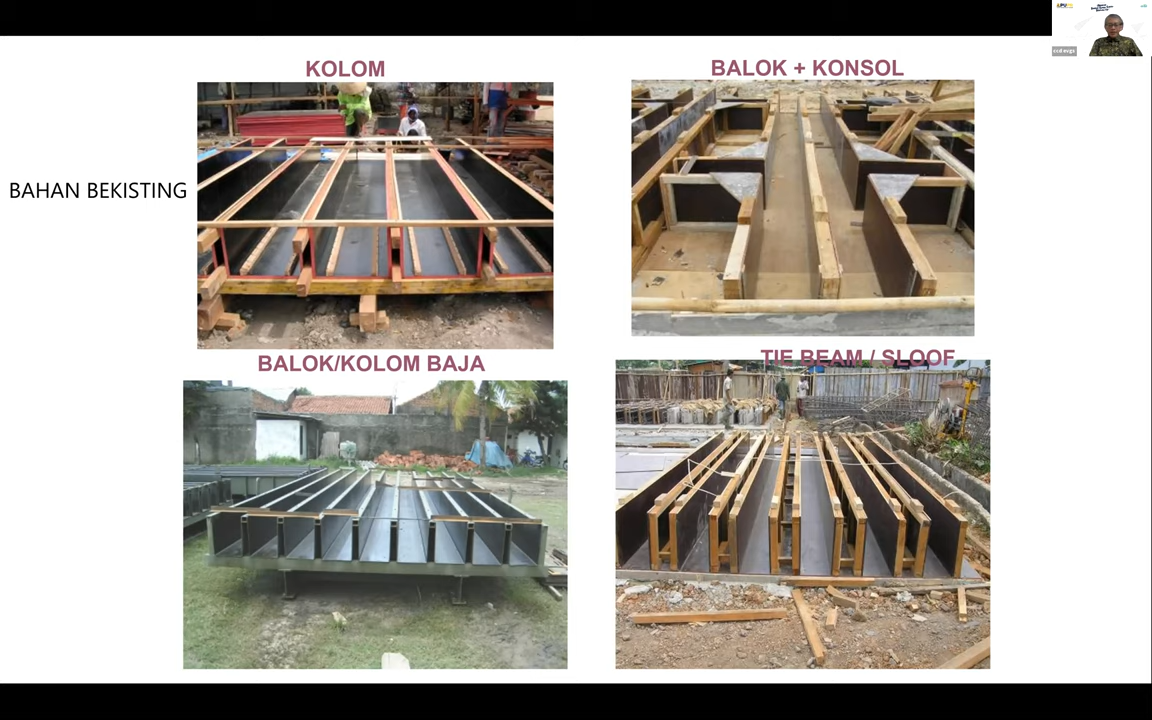 KOLOM
BALOK + KONSOL
BAHAN BEKISTING
BALOK/KOLOM BAJA
TIE BEAM / SLOOF